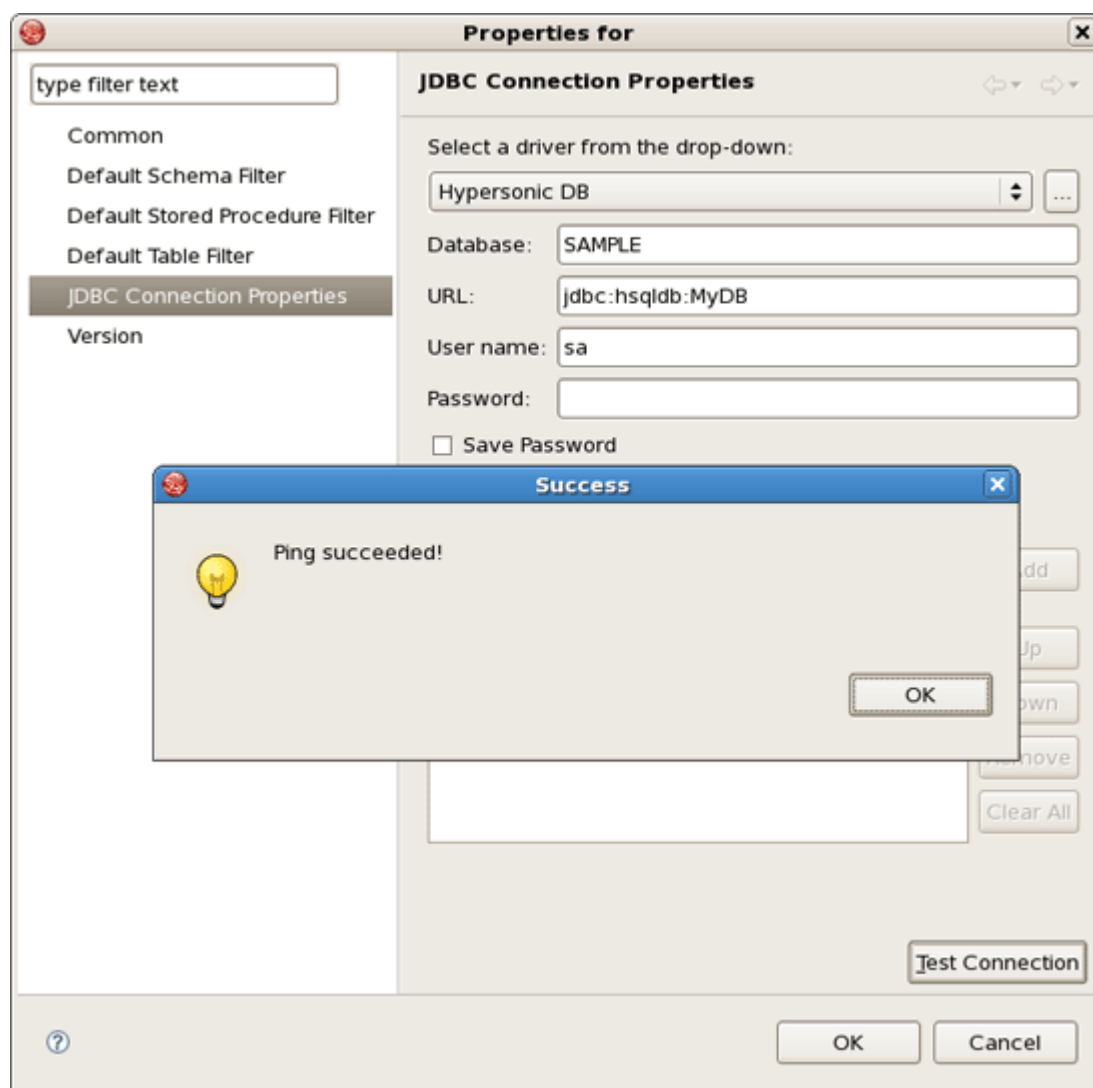 Properties for
type filter text
Common
Default Schema Filter
Default Stored Procedure Filter
Default Table Filter
JDBC Connection Properties
Version
JDBC Connection Properties
Select a driver from the drop-down:
Hypersonic DB
...
Database: SAMPLE
URL: jdbc:hsqldb:MyDB
User name: sa
Password:
Save Password
Success
Ping succeeded!
OK
Clear All
Test Connection
OK Cancel